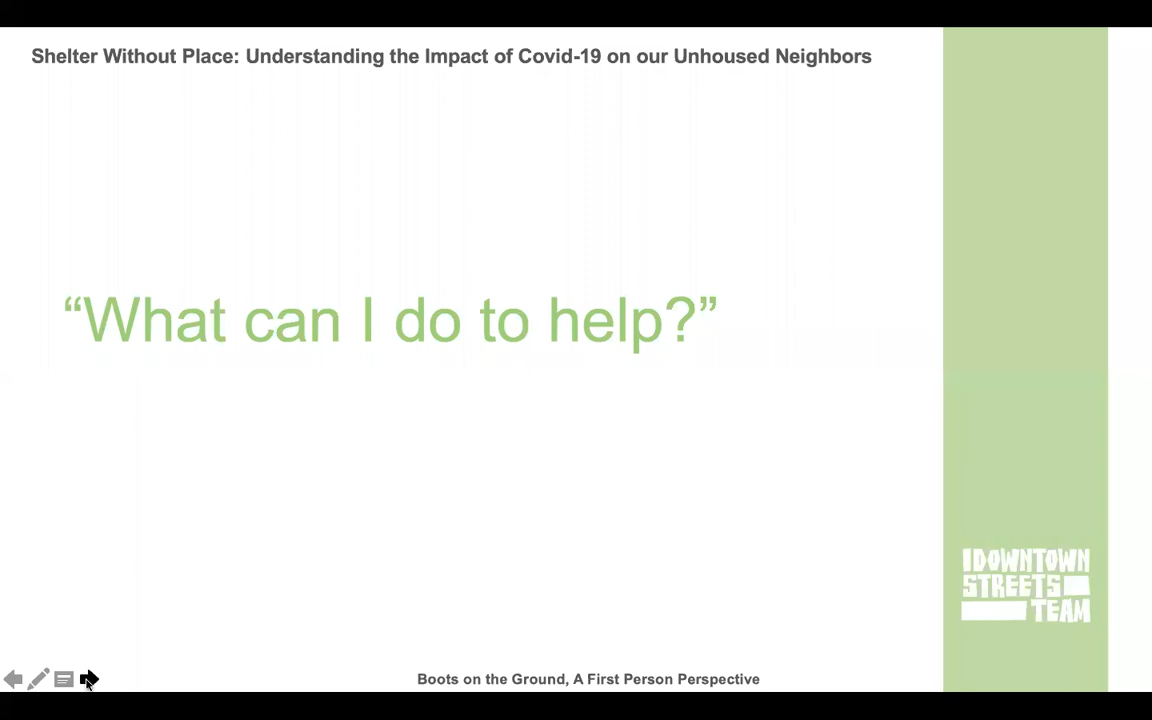 Shelter Without Place: Understanding the Impact of Covid-19 on our Unhoused Neighbors
“What can I do to help?”
DOWNTOWN
STREETS
TEAM
Boots on the Ground, A First Person Perspective